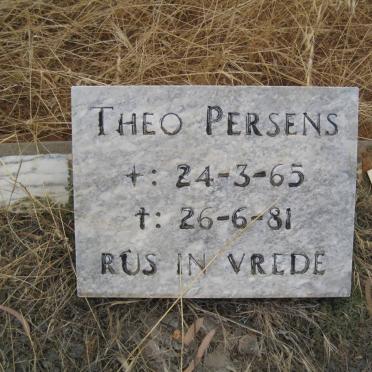 THEO PERSENS
+: 24-3-65
†: 26-6-81
RUS IN VREDE